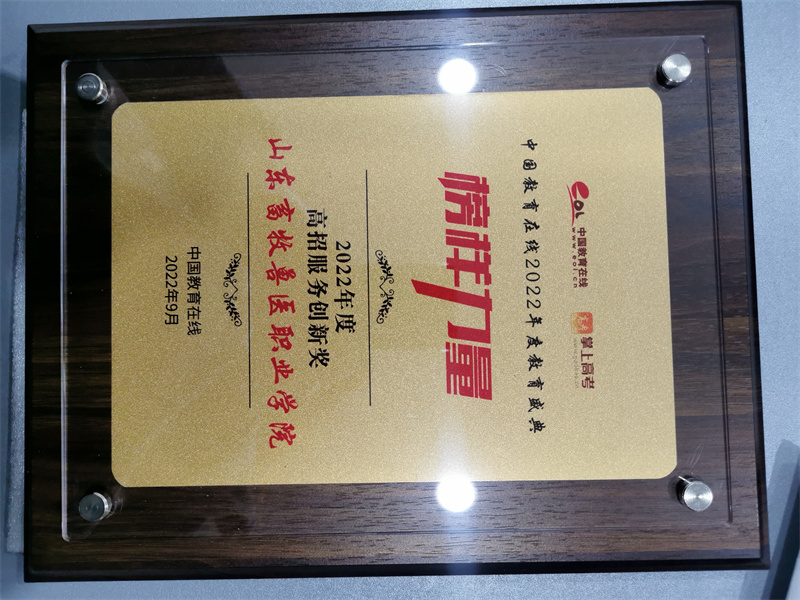 eol 中国教育在线
www.eol.cn
掌上高考
中国教育在线2022年度教育盛典
榜样力量
2022年度
高招服务创新奖
山东畜牧兽医职业学院
中国教育在线
2022年9月